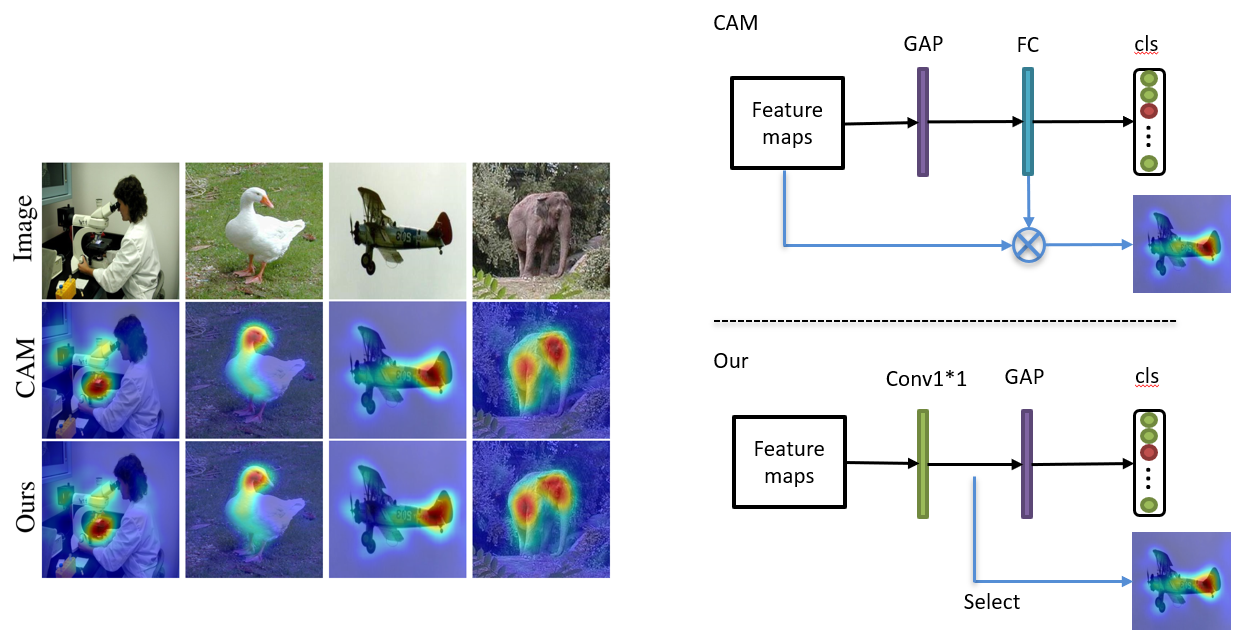 Image
CAM
Ours
CAM
GAP
FC
cls
Feature
maps
Our
Conv1*1
GAP
cls
Feature
maps
Select